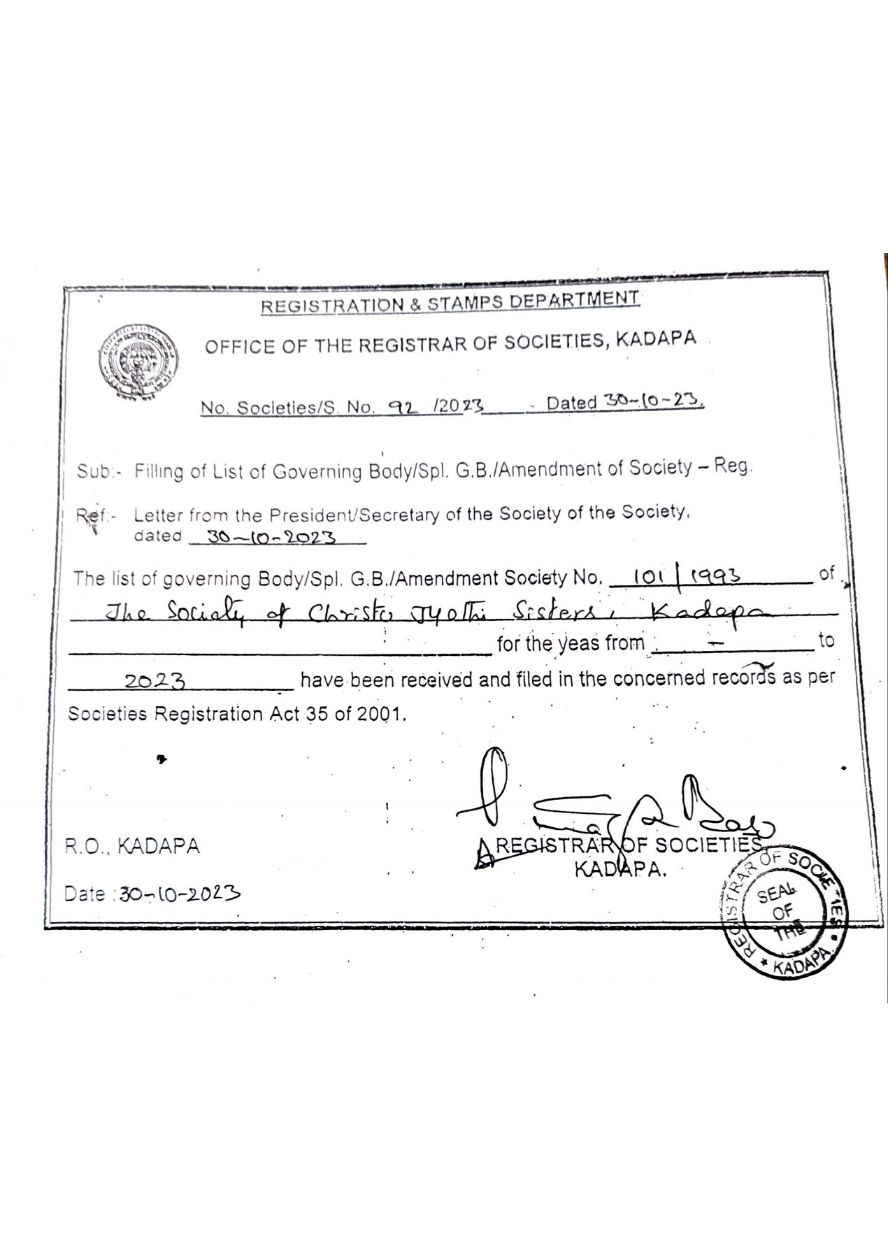 REGISTRATION & STAMPS DEPARTMENT
OFFICE OF THE REGISTRAR OF SOCIETIES, KADAPA
No. Societies/S. No. 92 /2023 - Dated 30-10-23.
Sub:- Filling of List of Governing Body/Spl. G.B./Amendment of Society – Reg.
Ref:- Letter from the President/Secretary of the Society of the Society,
dated 30-10-2023
The list of governing Body/Spl. G.B./Amendment Society No. 101/1993 of
The Society of Christu Jyothi Sisters, Kadapa
for the yeas from - to
2023 have been received and filed in the concerned records as per
Societies Registration Act 35 of 2001.
R.O., KADAPA
REGISTRAR OF SOCIETIES
KADAPA.
Date : 30-10-2023
REGISTRAR OF SOCIETIES * KADAPA *
SEAL
OF
THE